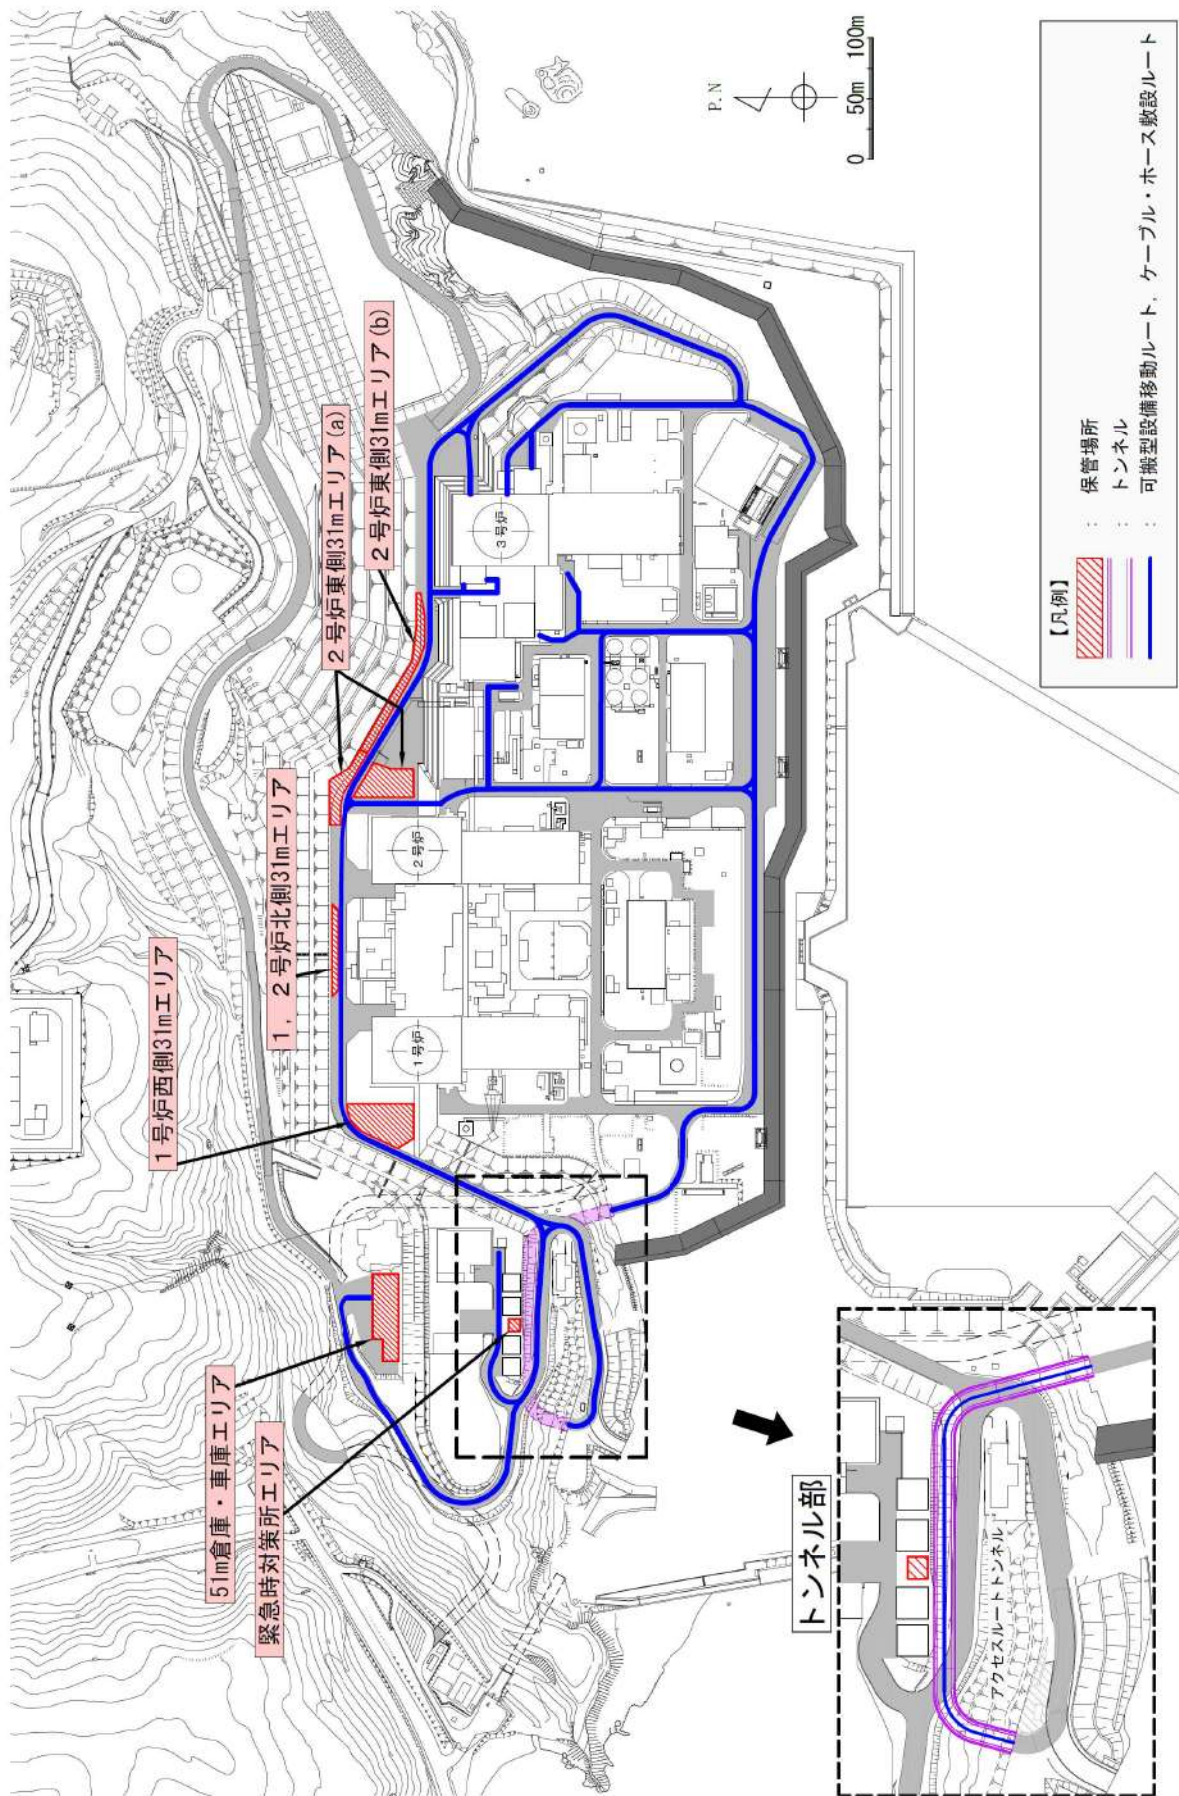 51m倉庫・車庫エリア
緊急時対策所エリア
1号炉西側31mエリア
1，2号炉北側31mエリア
2号炉東側31mエリア(a)
2号炉東側31mエリア(b)
1号炉
2号炉
3号炉
P.N
0 50m 100m
トンネル部
アクセスルートトンネル
【凡例】
：保管場所
：トンネル
：可搬型設備移動ルート，ケーブル・ホース敷設ルート